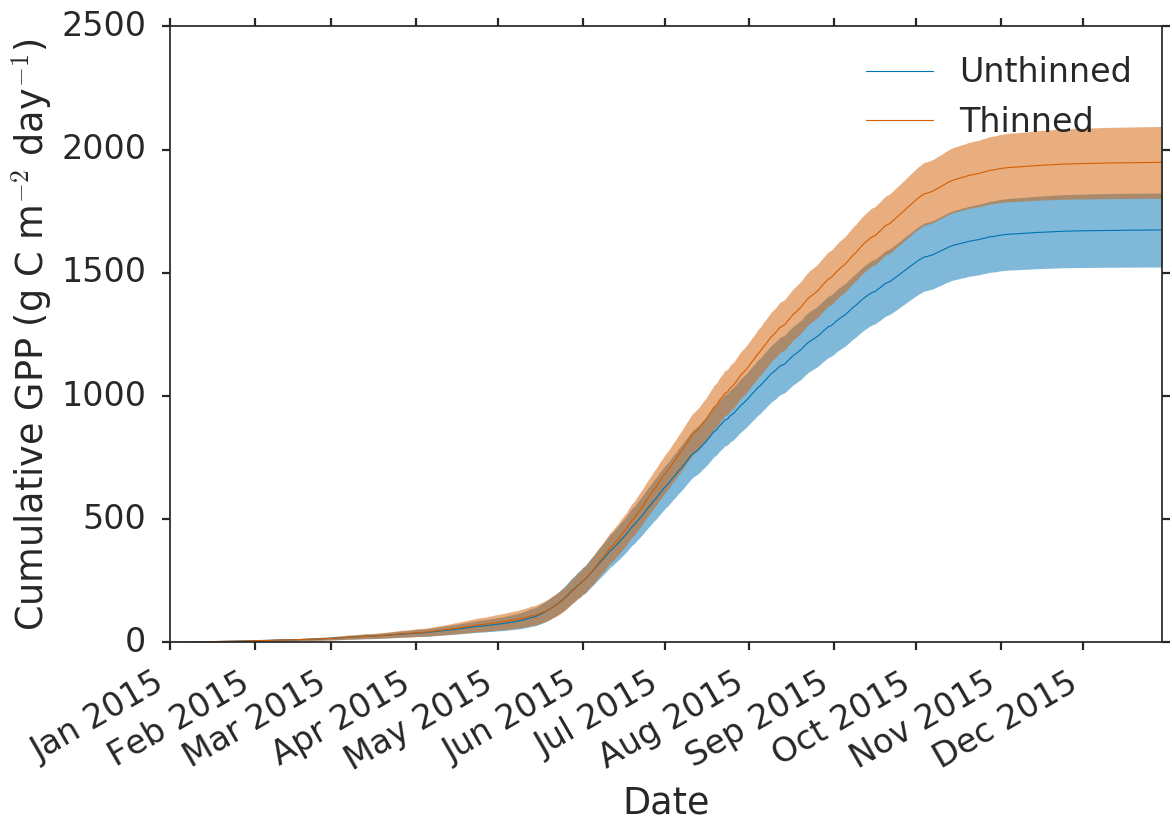 Cumulative GPP (g C m⁻² day⁻¹)
2500
2000
1500
1000
500
0
Unthinned
Thinned
Jan 2015
Feb 2015
Mar 2015
Apr 2015
May 2015
Jun 2015
Jul 2015
Aug 2015
Sep 2015
Oct 2015
Nov 2015
Dec 2015
Date